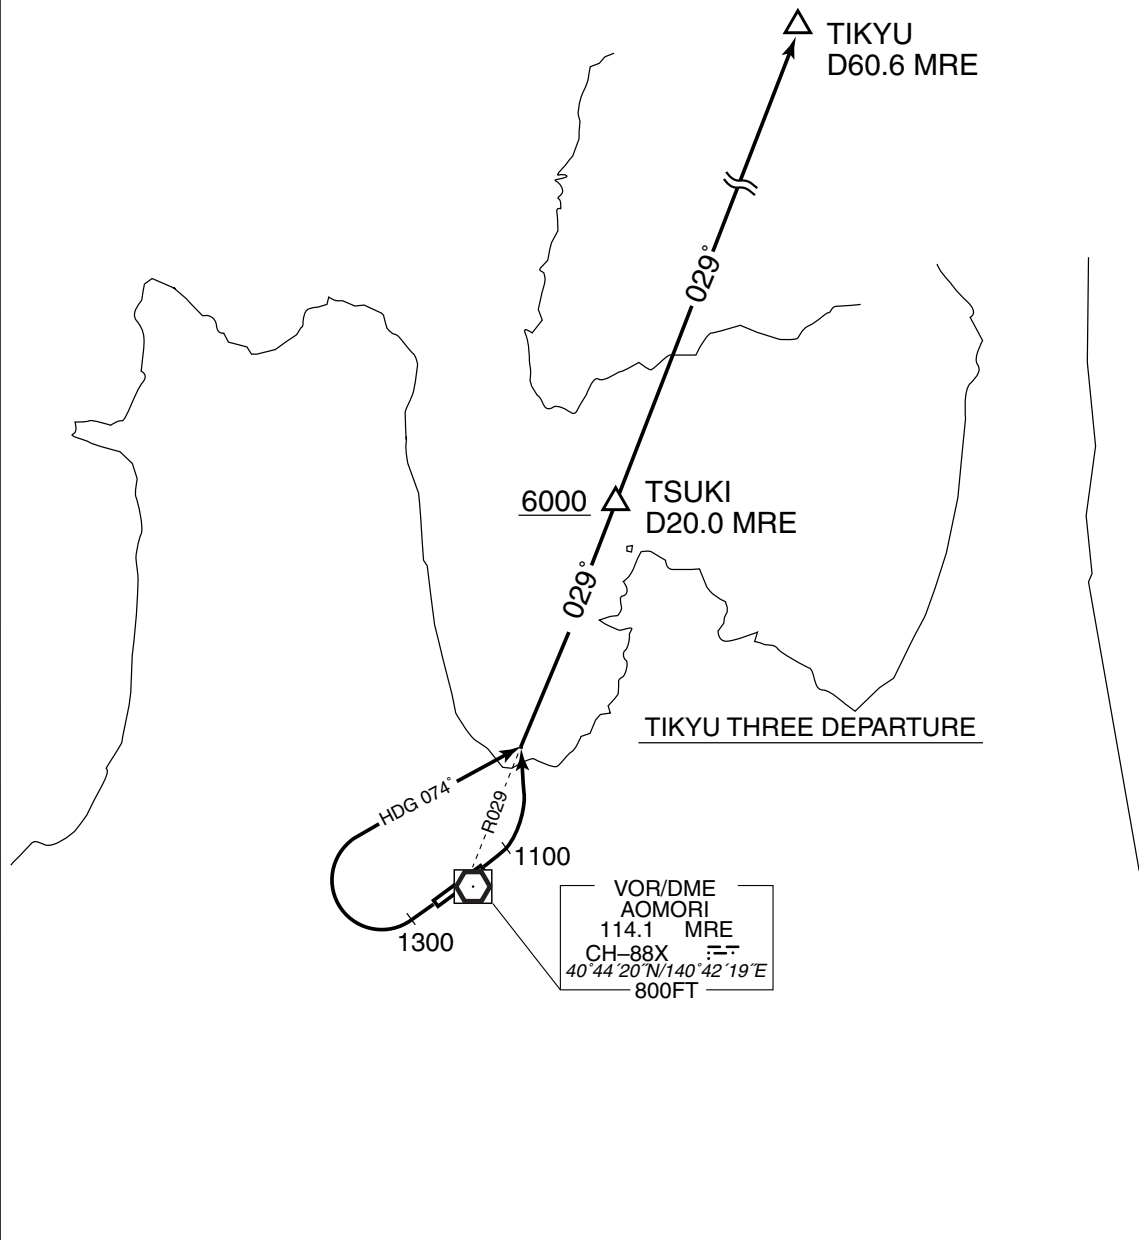 TIKYU
D60.6 MRE
029°
6000
TSUKI
D20.0 MRE
029°
TIKYU THREE DEPARTURE
HDG 074°
R029
1100
1300
VOR/DME
AOMORI
114.1 MRE
CH–88X
40°44´20˝N/140°42´19˝E
800FT